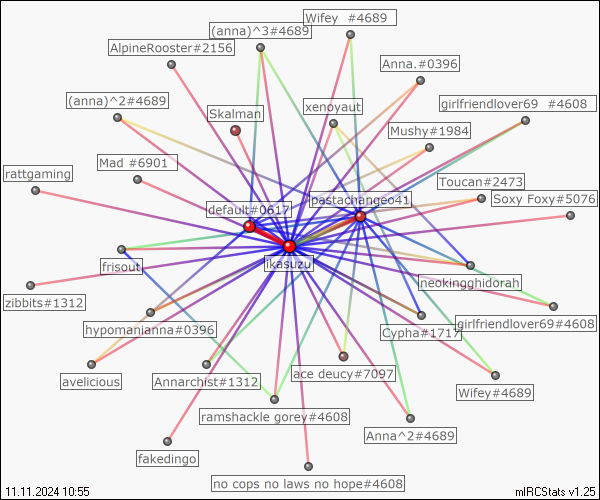 Wifey  #4689
(anna)^3#4689
AlpineRooster#2156
Anna.#0396
(anna)^2#4689
girlfriendlover69  #4608
xenoyaut
Skalman
Mushy#1984
Mad  #6901
rattgaming
Toucan#2473
pastachangeo41
Soxy Foxy#5076
default#0617
ikasuzu
frisout
neokingghidorah
zibbits#1312
girlfriendlover69#4608
hypomanianna#0396
Cypha#1717
ace deucy#7097
avelicious
Annarchist#1312
Wifey#4689
ramshackle gorey#4608
Anna^2#4689
fakedingo
no cops no laws no hope#4608
11.11.2024 10:55
mIRCStats v1.25